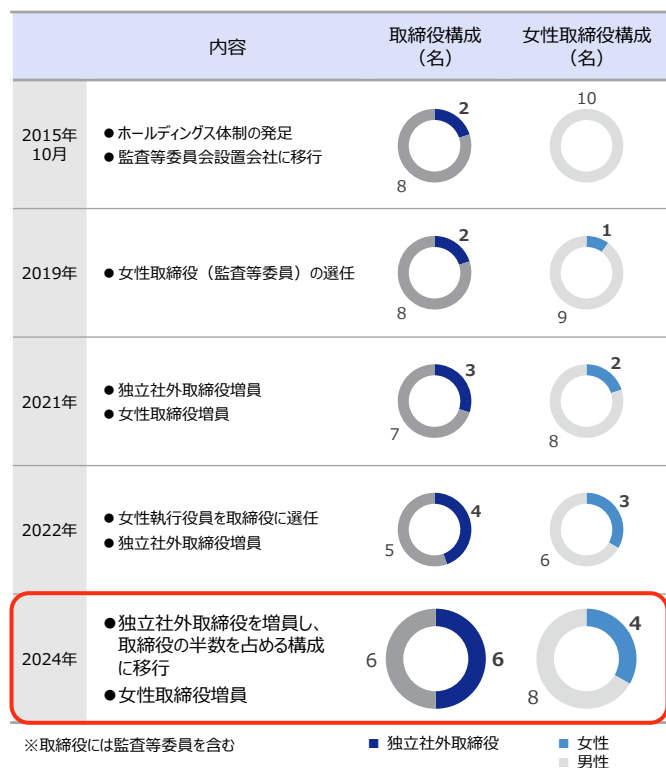 内容
取締役構成
（名）
女性取締役構成
（名）
2015年
10月
●ホールディングス体制の発足
●監査等委員会設置会社に移行
2
8
10
2019年
●女性取締役（監査等委員）の選任
2
8
1
9
2021年
●独立社外取締役増員
●女性取締役増員
3
7
2
8
2022年
●女性執行役員を取締役に選任
●独立社外取締役増員
4
5
3
6
2024年
●独立社外取締役を増員し、
取締役の半数を占める構成
に移行
●女性取締役増員
6
6
4
8
※取締役には監査等委員を含む
■ 独立社外取締役
■ 女性
■ 男性